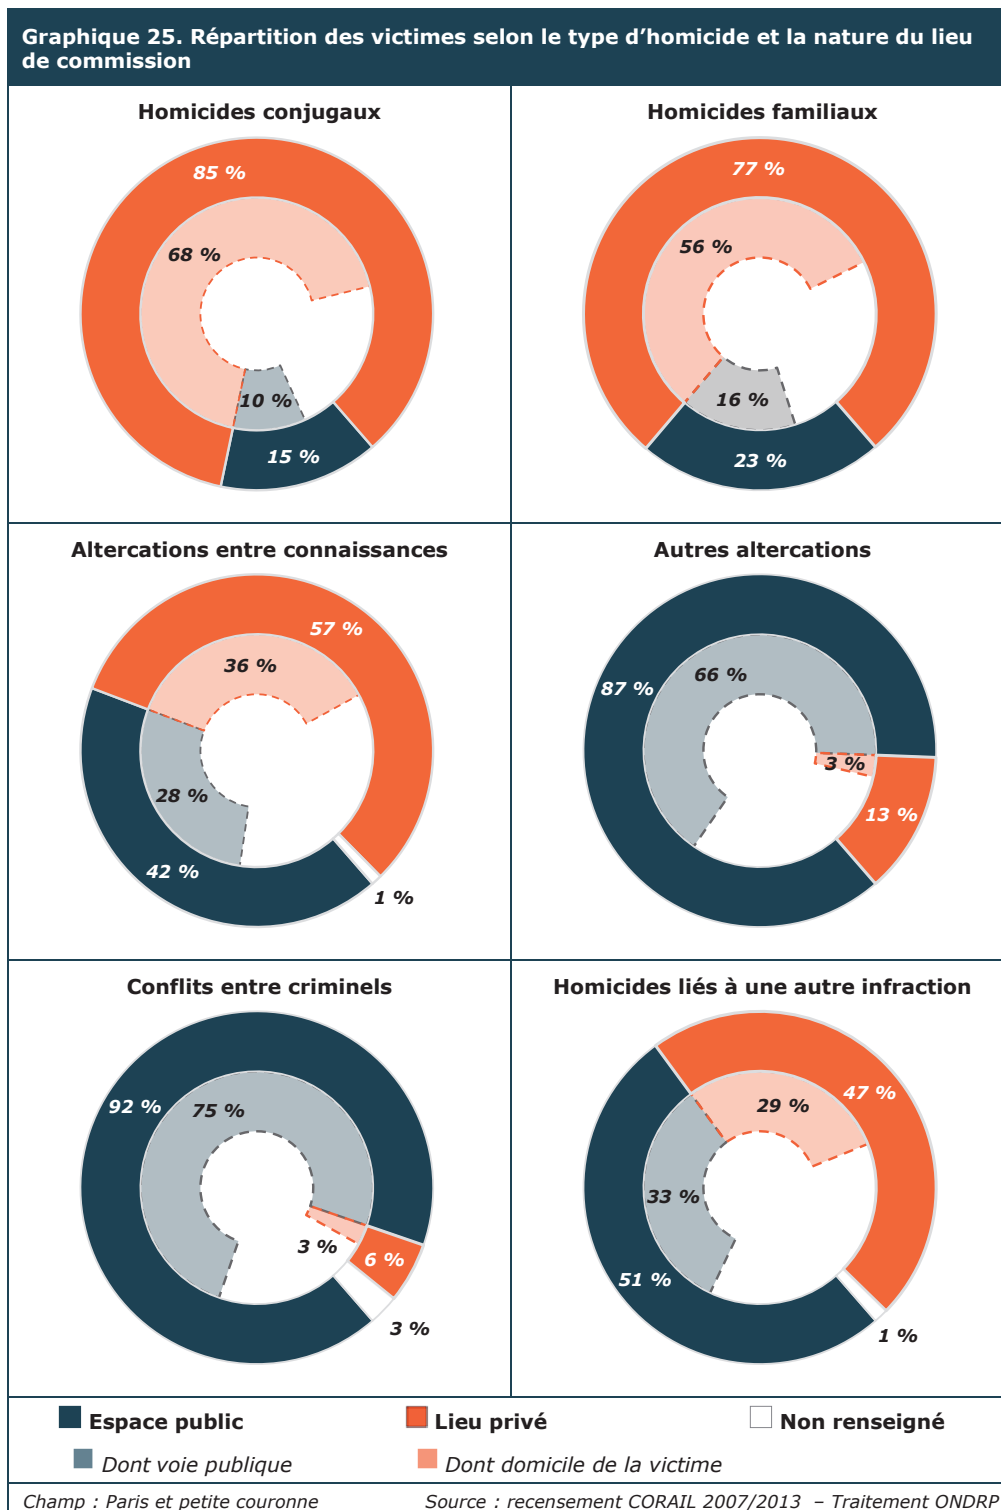 Graphique 25. Répartition des victimes selon le type d’homicide et la nature du lieu
de commission
Homicides conjugaux
85 %
68 %
10 %
15 %
Homicides familiaux
77 %
56 %
16 %
23 %
Altercations entre connaissances
57 %
36 %
28 %
42 %
1 %
Autres altercations
87 %
66 %
3 %
13 %
Conflits entre criminels
92 %
75 %
3 %
6 %
3 %
Homicides liés à une autre infraction
47 %
29 %
33 %
51 %
1 %
Espace public
Lieu privé
Non renseigné
Dont voie publique
Dont domicile de la victime
Champ : Paris et petite couronne
Source : recensement CORAIL 2007/2013 – Traitement ONDRP